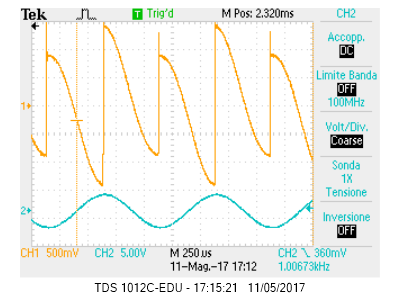 Tek T Trig'd M Pos: 2.320ms CH2
Accopp.
DC
Limite Banda
OFF
100MHz
1
Volt/Div.
Coarse
Sonda
1X
Tensione
2
Inversione
OFF
CH1 500mV CH2 5.00V M 250us CH2 \ 360mV
11-Mag.-17 17:12 1.00673kHz
TDS 1012C-EDU - 17:15:21 11/05/2017